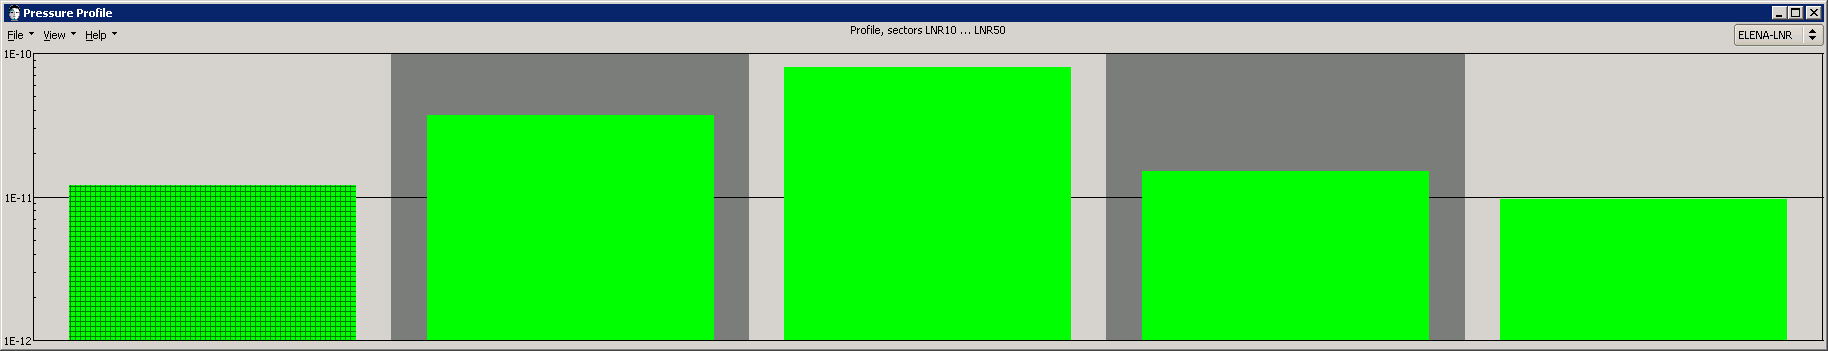 Pressure Profile
File View Help
Profile, sectors LNR10 ... LNR50
ELENA-LNR
1E-10
1E-11
1E-12